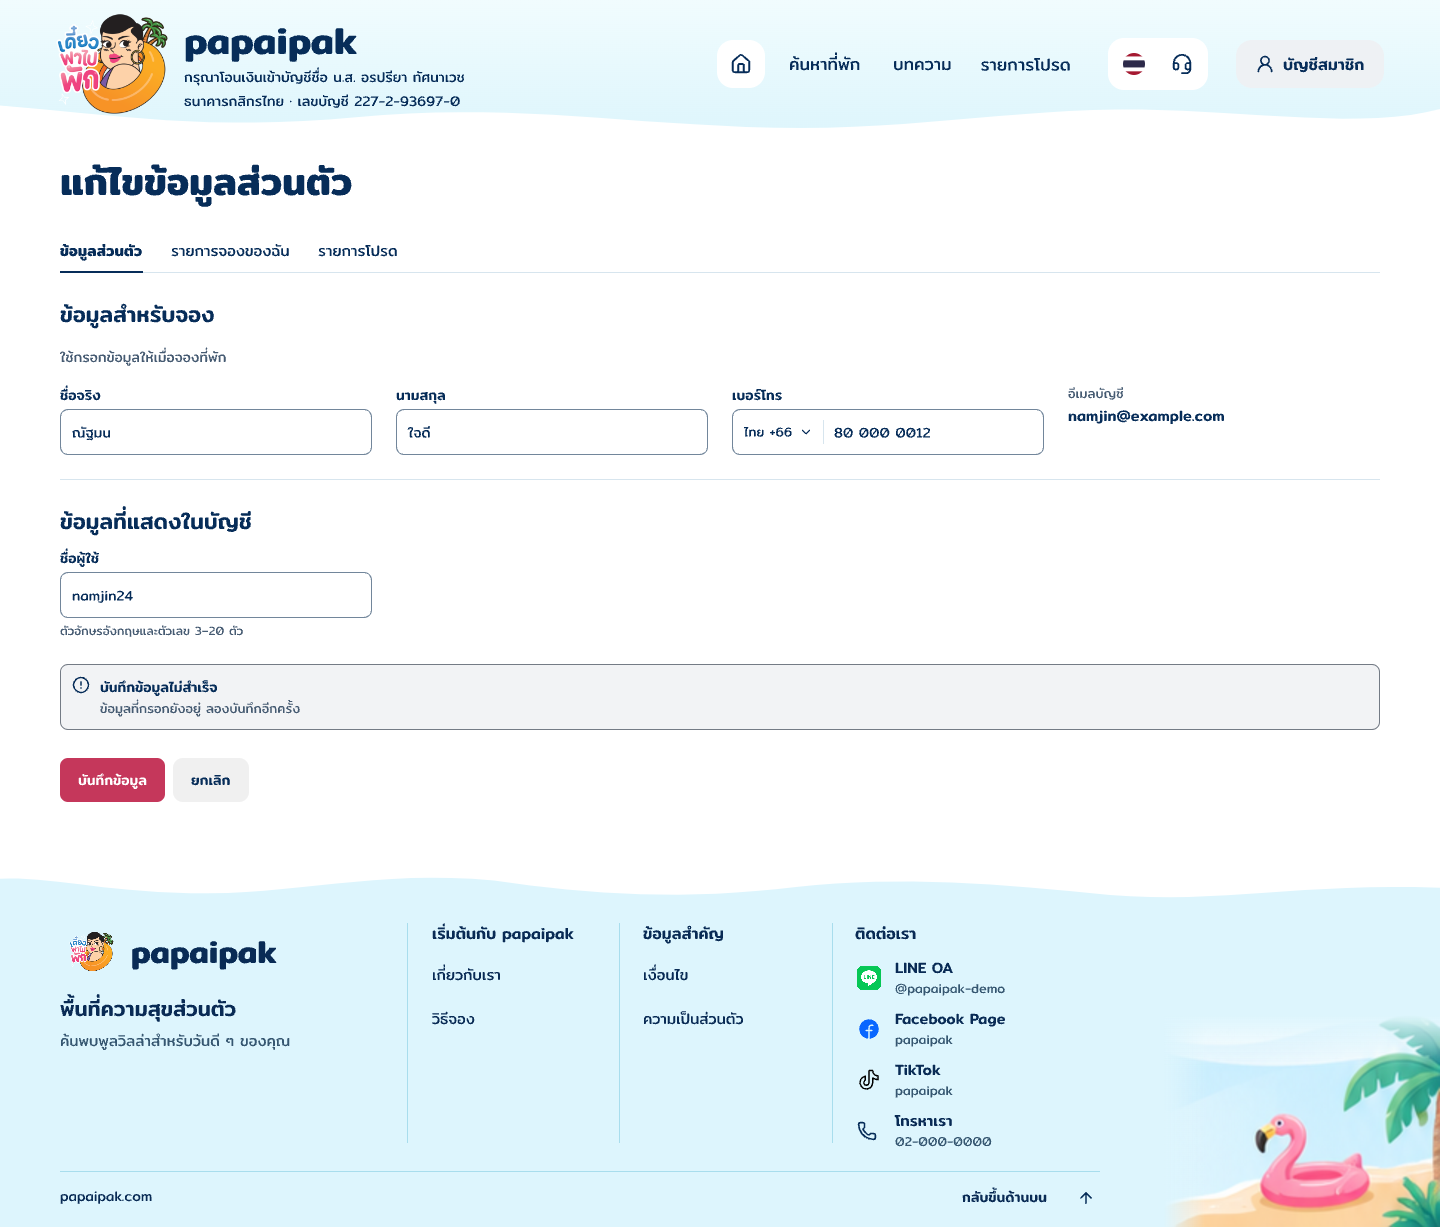 เดี๋ยว
พาไป
พัก
papaipak
กรุณาโอนเงินเข้าบัญชีชื่อ น.ส. อรปรียา ทัศนาเวช
ธนาคารกสิกรไทย · เลขบัญชี 227-2-93697-0
ค้นหาที่พัก
บทความ
รายการโปรด
บัญชีสมาชิก
แก้ไขข้อมูลส่วนตัว
ข้อมูลส่วนตัว
รายการจองของฉัน
รายการโปรด
ข้อมูลสำหรับจอง
ใช้กรอกข้อมูลให้เมื่อจองที่พัก
ชื่อจริง
นามสกุล
เบอร์โทร
อีเมลบัญชี
ณัฐมน
ใจดี
ไทย +66
80 000 0012
namjin@example.com
ข้อมูลที่แสดงในบัญชี
ชื่อผู้ใช้
namjin24
ตัวอักษรอังกฤษและตัวเลข 3–20 ตัว
บันทึกข้อมูลไม่สำเร็จ
ข้อมูลที่กรอกยังอยู่ ลองบันทึกอีกครั้ง
บันทึกข้อมูล
ยกเลิก
เดี๋ยว
พาไป
พัก
papaipak
พื้นที่ความสุขส่วนตัว
ค้นพบพูลวิลล่าสำหรับวันดี ๆ ของคุณ
เริ่มต้นกับ papaipak
เกี่ยวกับเรา
วิธีจอง
ข้อมูลสำคัญ
เงื่อนไข
ความเป็นส่วนตัว
ติดต่อเรา
LINE
LINE OA
@papaipak-demo
Facebook Page
papaipak
TikTok
papaipak
โทรหาเรา
02-000-0000
papaipak.com
กลับขึ้นด้านบน